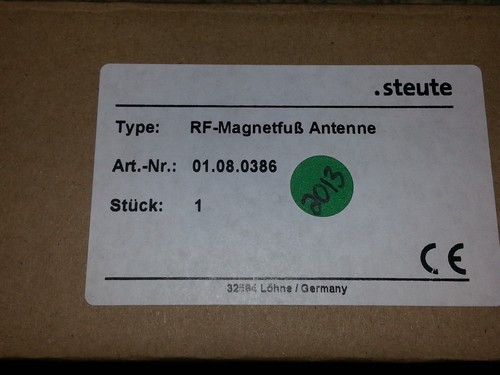 .steute
Type: RF-Magnetfuß Antenne
Art.-Nr.: 01.08.0386
2013
Stück: 1
CE
32584 Löhne / Germany